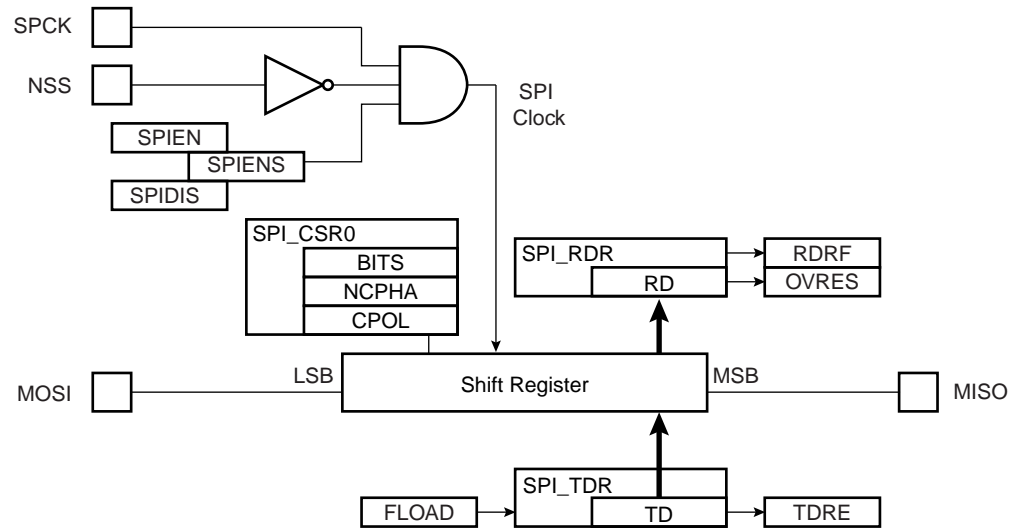 SPCK
NSS
SPI
Clock
SPIEN
SPIENS
SPIDIS
SPI_CSR0
BITS
NCPHA
CPOL
SPI_RDR
RD
RDRF
OVRES
MOSI
LSB
Shift Register
MSB
MISO
SPI_TDR
FLOAD
TD
TDRE